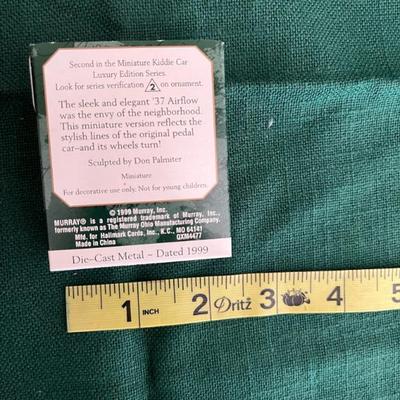 Second in the Miniature Kiddie Car
Luxury Edition Series.
Look for series verification 2 on ornament.
The sleek and elegant '37 Airflow
was the envy of the neighborhood.
This miniature version reflects the
stylish lines of the original pedal
car–and its wheels turn!
Sculpted by Don Palmiter
Miniature
For decorative use only. Not for young children.
© 1999 Murray, Inc.
MURRAY® is a registered trademark of Murray, Inc.,
formerly known as The Murray Ohio Manufacturing Company.
Mfd. for Hallmark Cards, Inc., K.C., MO 64141
Made in China QXM4477
Die-Cast Metal ~ Dated 1999
1 INCH 2 Dritz® 3 4 5